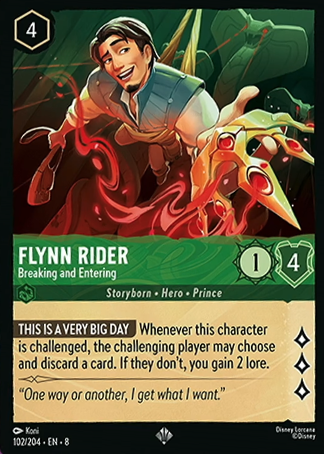 4
FLYNN RIDER
Breaking and Entering
1
4
Storyborn • Hero • Prince
THIS IS A VERY BIG DAY Whenever this character
is challenged, the challenging player may choose
and discard a card. If they don't, you gain 2 lore.
“One way or another, I get what I want.”
Koni
102/204 • EN • 8
Disney Lorcana
©Disney